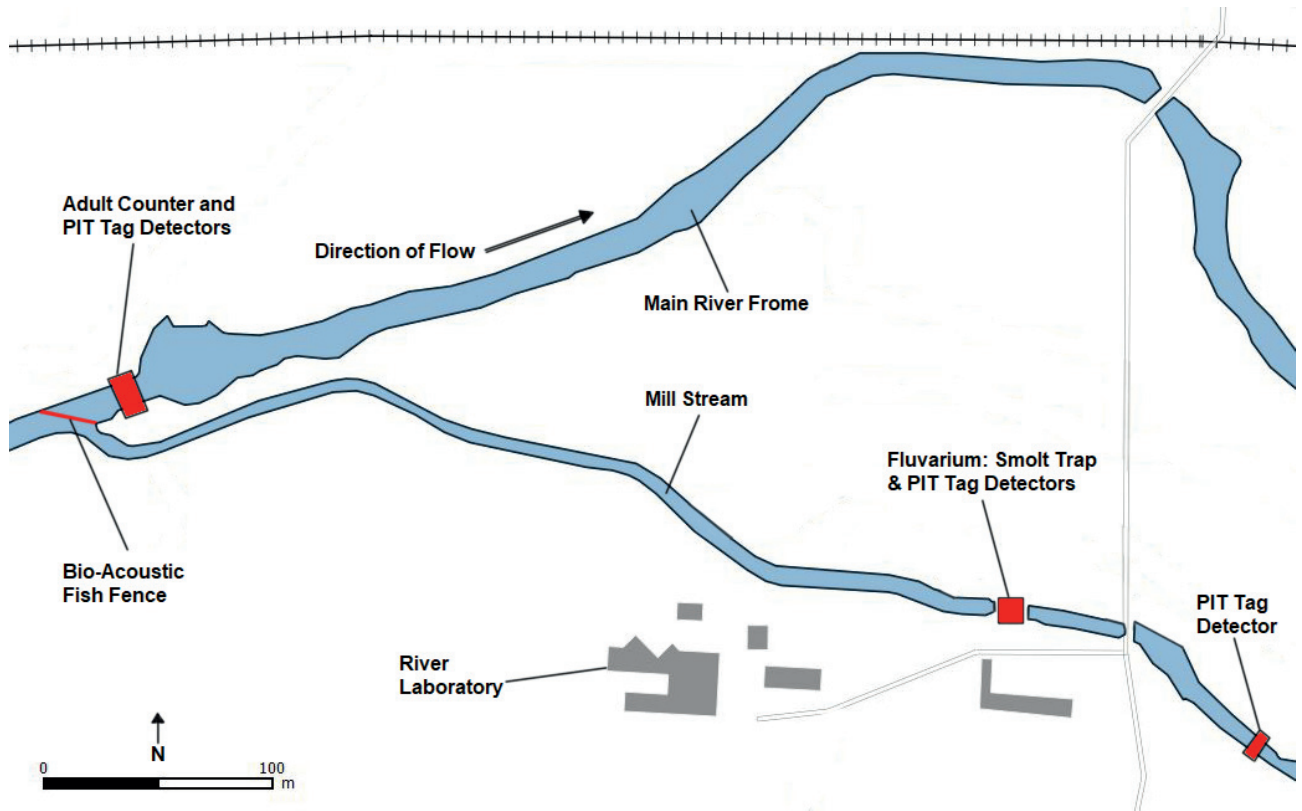 Adult Counter and
PIT Tag Detectors
Direction of Flow
Main River Frome
Mill Stream
Fluvarium: Smolt Trap
& PIT Tag Detectors
Bio-Acoustic
Fish Fence
PIT Tag
Detector
River
Laboratory
N
0 100
m